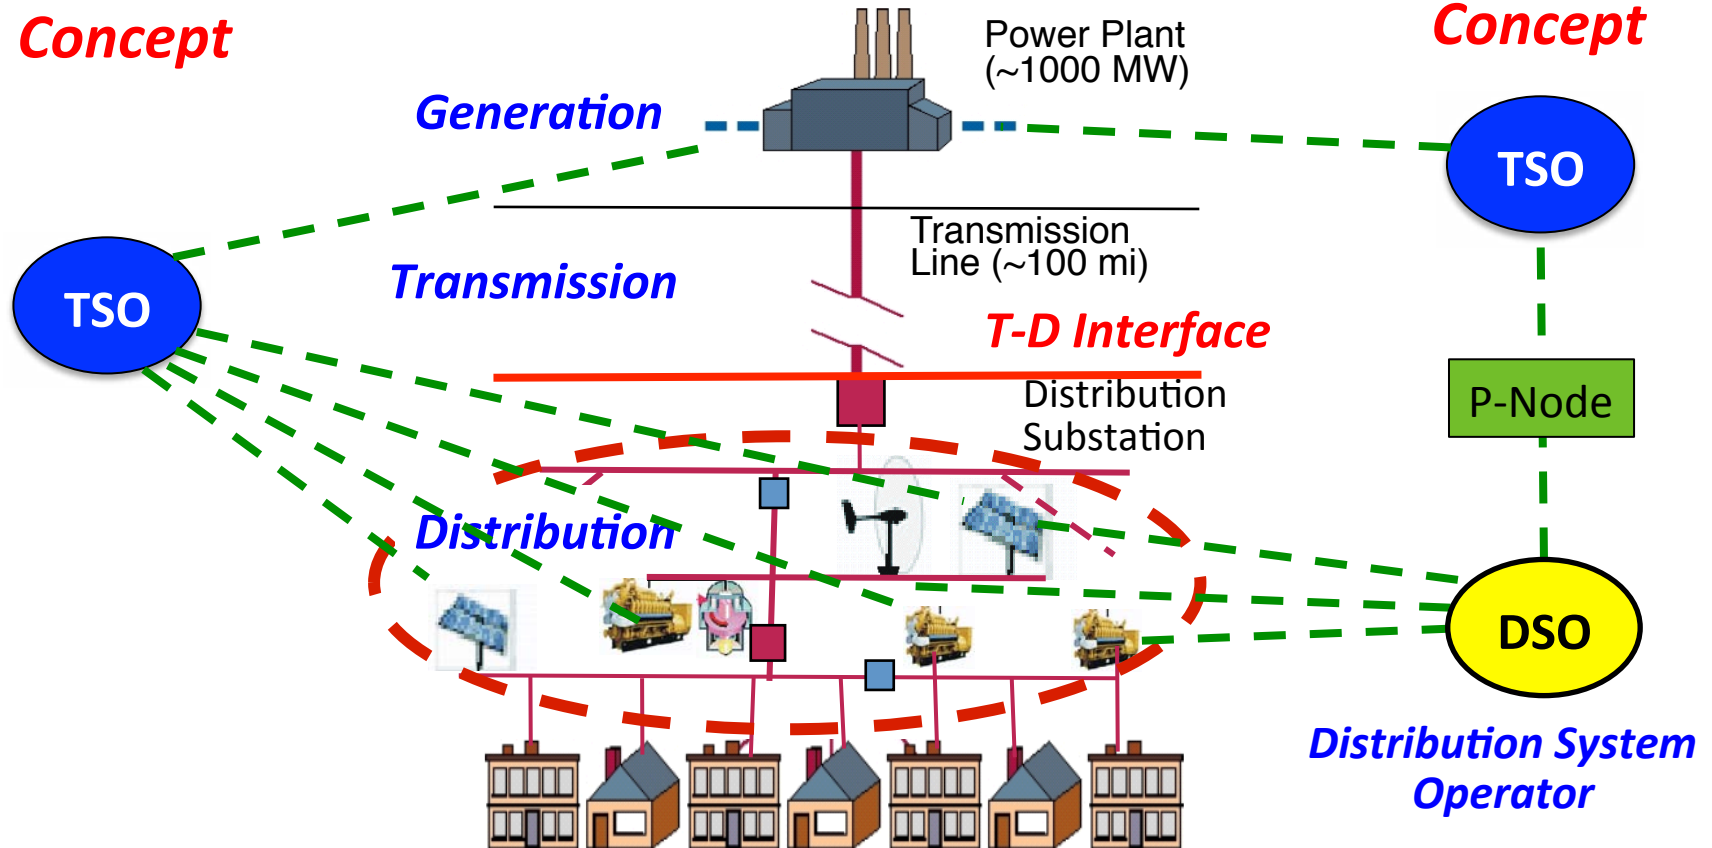 Concept
Concept
Power Plant
(~1000 MW)
Generation
TSO
Transmission
Line (~100 mi)
Transmission
TSO
T-D Interface
Distribution
Substation
P-Node
Distribution
DSO
Distribution System
Operator